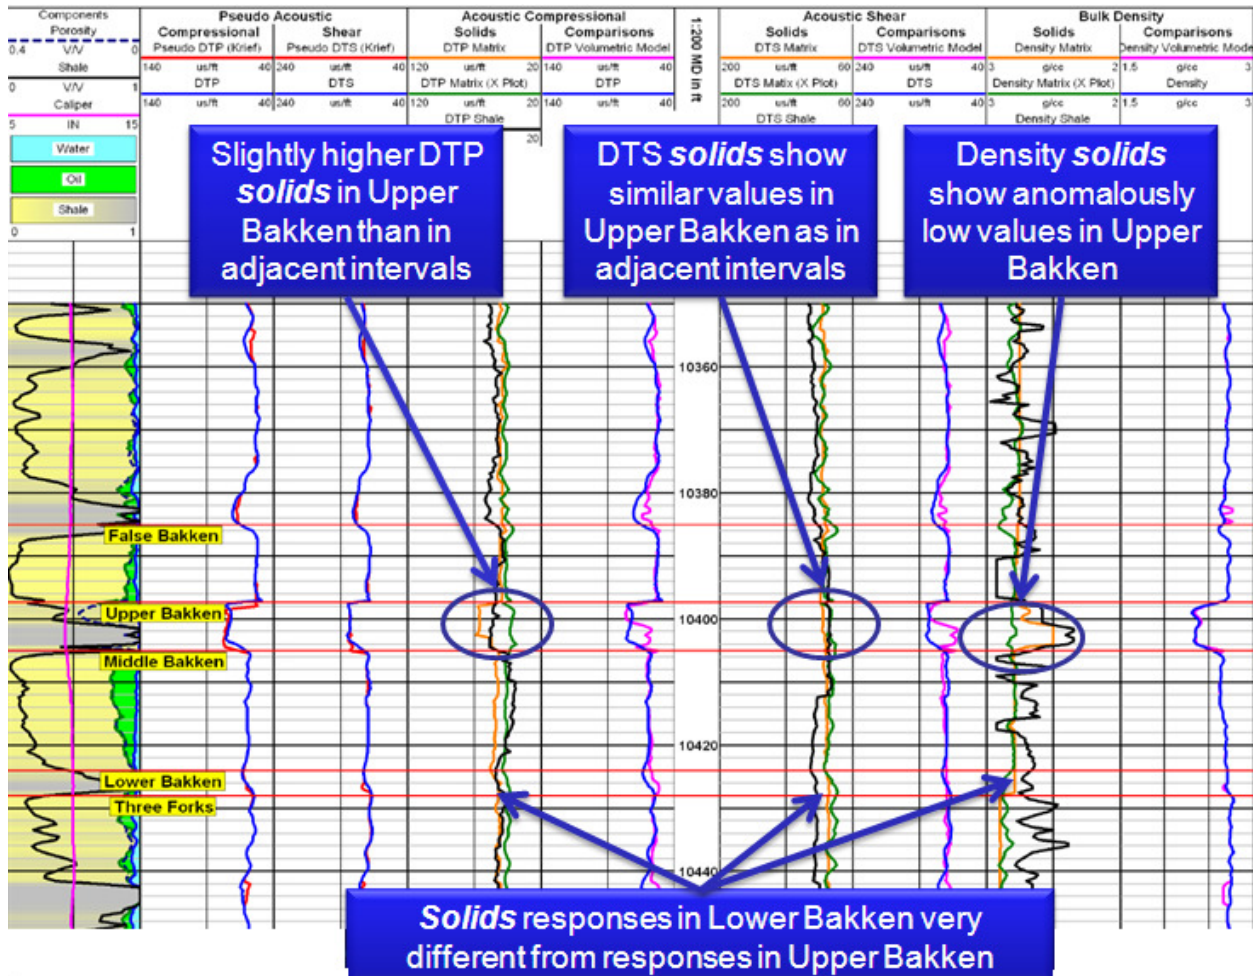 Components
Porosity
0.4 V/V 0
Shale
0 V/V 1
Caliper
5 IN 15
Water
Oil
Shale
0 1
Pseudo Acoustic
Compressional
Pseudo DTP (Krief)
140 us/ft 40
DTP
140 us/ft 40
Shear
Pseudo DTS (Krief)
240 us/ft 40
DTS
240 us/ft 40
Acoustic Compressional
Solids
DTP Matrix
120 us/ft 20
DTP Matrix (X Plot)
120 us/ft 20
DTP Shale
20
Comparisons
DTP Volumetric Model
140 us/ft 40
DTP
140 us/ft 40
1:200 MD in ft
Acoustic Shear
Solids
DTS Matrix
200 us/ft 60
DTS Matix (X Plot)
200 us/ft 60
DTS Shale
Comparisons
DTS Volumetric Model
240 us/ft 40
DTS
240 us/ft 40
Bulk Density
Solids
Density Matrix
3 g/cc 2
Density Matrix (X Plot)
3 g/cc 2
Density Shale
Comparisons
Density Volumetric Mode
1.5 g/cc 3
Density
1.5 g/cc 3
Slightly higher DTP
solids in Upper
Bakken than in
adjacent intervals
DTS solids show
similar values in
Upper Bakken as in
adjacent intervals
Density solids
show anomalously
low values in Upper
Bakken
10360
10380
False Bakken
Upper Bakken
10400
Middle Bakken
10420
Lower Bakken
Three Forks
10440
Solids responses in Lower Bakken very
different from responses in Upper Bakken